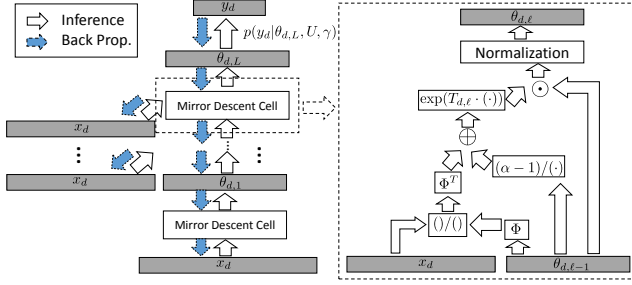 Inference
Back Prop.
y_d
p(y_d|θ_{d,L}, U, γ)
θ_{d,L}
Mirror Descent Cell
x_d
⋮
⋮
x_d
θ_{d,1}
Mirror Descent Cell
x_d
θ_{d,ℓ}
Normalization
exp(T_{d,ℓ} · (·))
⊙
⊕
Φ^T
(α − 1)/(·)
()/()
Φ
x_d
θ_{d,ℓ−1}